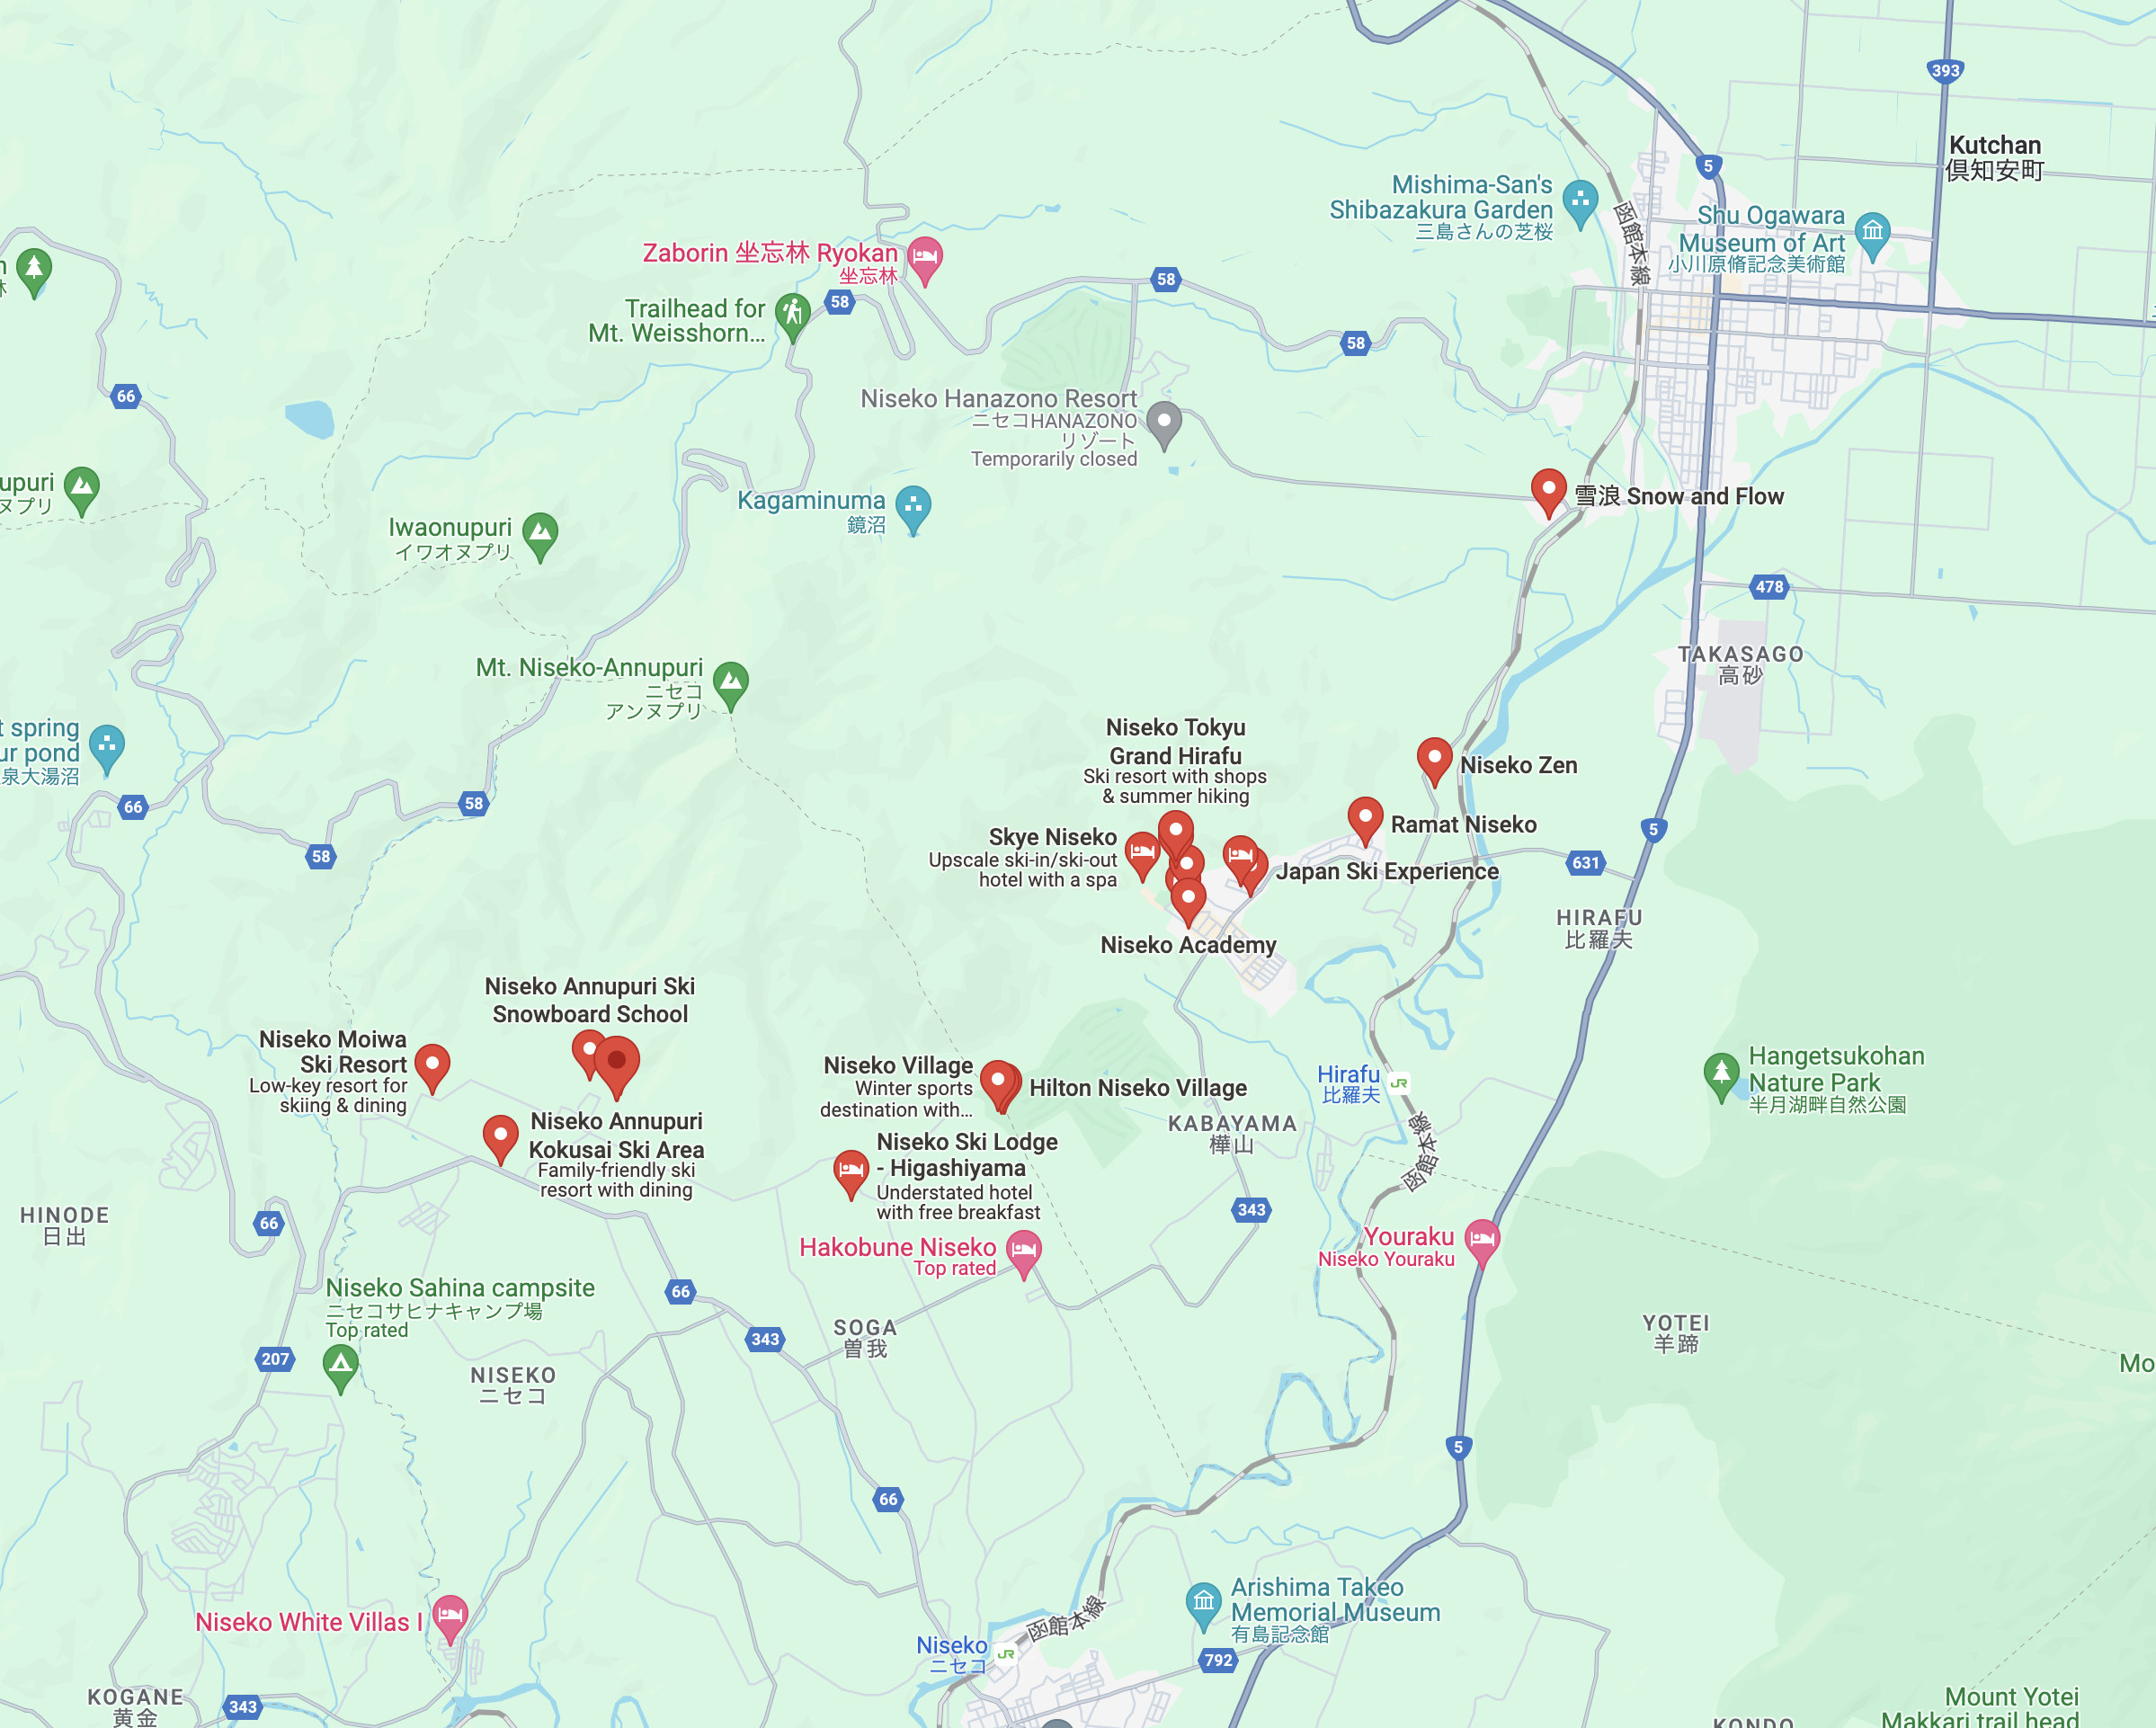 393
Kutchan
倶知安町
5
Mishima-San's
Shibazakura Garden
三島さんの芝桜
函館本線
Shu Ogawara
Museum of Art
小川原脩記念美術館
Zaborin 坐忘林 Ryokan
坐忘林
Trailhead for
Mt. Weisshorn...
58
58
58
66
Niseko Hanazono Resort
ニセコHANAZONO
リゾート
Temporarily closed
upuri
ヌプリ
Kagaminuma
鏡沼
雪浪 Snow and Flow
Iwaonupuri
イワオヌプリ
478
TAKASAGO
高砂
Mt. Niseko-Annupuri
ニセコ
アンヌプリ
t spring
ur pond
泉大湯沼
Niseko Tokyu
Grand Hirafu
Ski resort with shops
& summer hiking
Niseko Zen
66
58
58
Ramat Niseko
5
Skye Niseko
Upscale ski-in/ski-out
hotel with a spa
Japan Ski Experience
631
HIRAFU
比羅夫
Niseko Academy
Niseko Annupuri Ski
Snowboard School
Niseko Moiwa
Ski Resort
Low-key resort for
skiing & dining
Niseko Village
Winter sports
destination with...
Hilton Niseko Village
Hirafu
比羅夫
JR
Hangetsukohan
Nature Park
半月湖畔自然公園
Niseko Annupuri
Kokusai Ski Area
Family-friendly ski
resort with dining
KABAYAMA
樺山
函館本線
Niseko Ski Lodge
- Higashiyama
Understated hotel
with free breakfast
HINODE
日出
66
343
Hakobune Niseko
Top rated
Youraku
Niseko Youraku
Niseko Sahina campsite
ニセコサヒナキャンプ場
Top rated
66
343
SOGA
曽我
YOTEI
羊蹄
Mo
207
NISEKO
ニセコ
5
66
Arishima Takeo
Memorial Museum
有島記念館
Niseko White Villas I
函館本線
Niseko
ニセコ
JR
792
KOGANE
黄金
343
Mount Yotei
Makkari trail head
KONDO